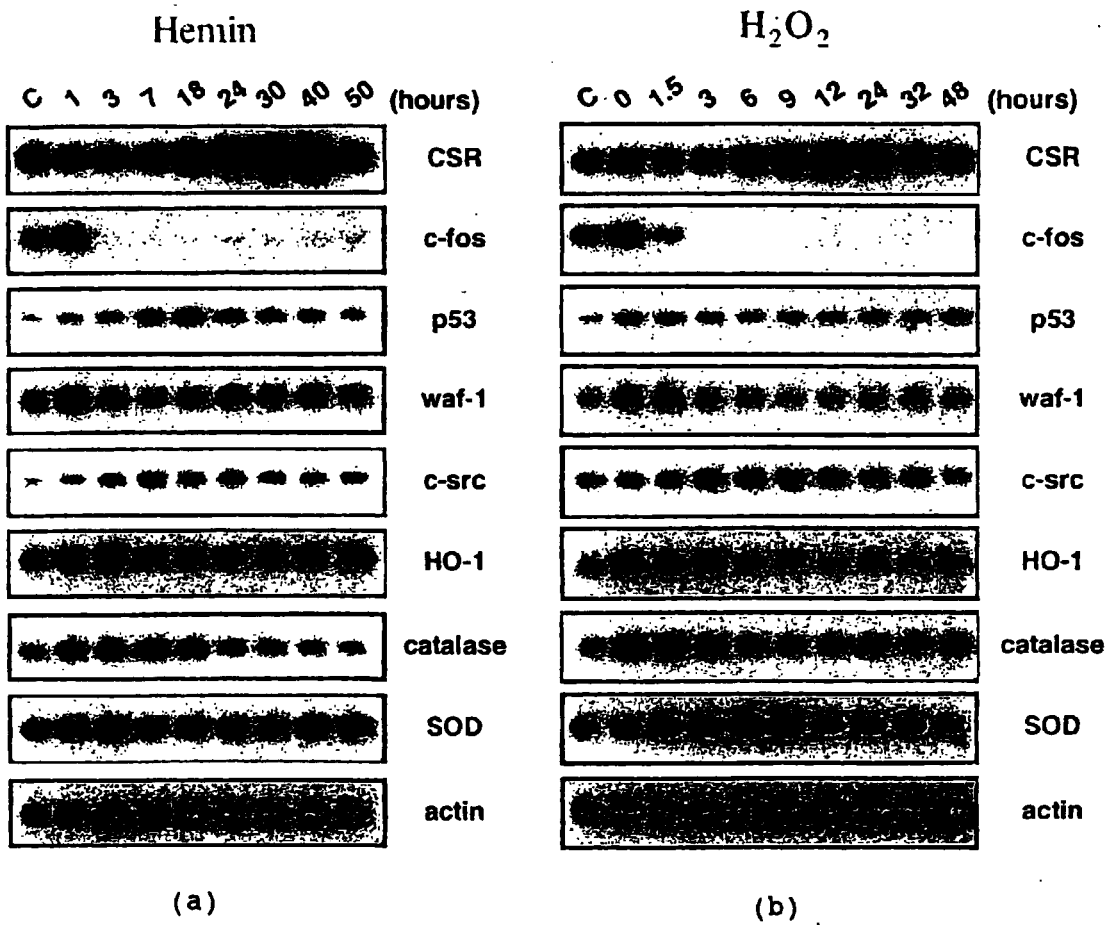 Hemin
C 1 3 7 18 24 30 40 50 (hours)
CSR
c-fos
p53
waf-1
c-src
HO-1
catalase
SOD
actin
(a)
H₂O₂
C 0 1.5 3 6 9 12 24 32 48 (hours)
CSR
c-fos
p53
waf-1
c-src
HO-1
catalase
SOD
actin
(b)